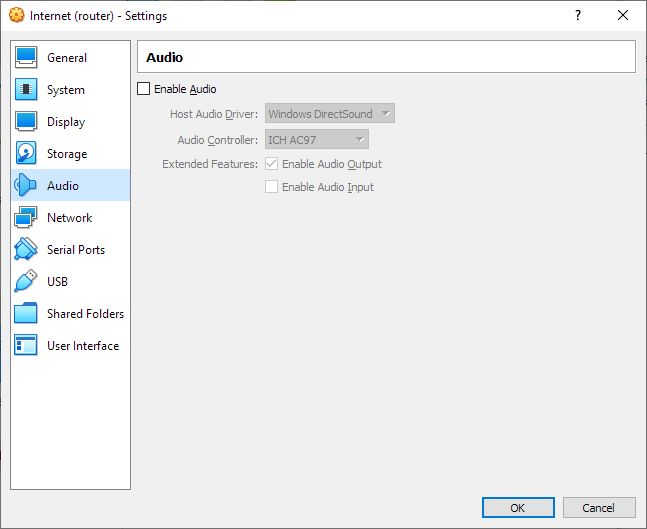 Internet (router) - Settings
?
General
System
Display
Storage
Audio
Network
Serial Ports
USB
Shared Folders
User Interface
Audio
Enable Audio
Host Audio Driver: Windows DirectSound
Audio Controller: ICH AC97
Extended Features: Enable Audio Output
Enable Audio Input
OK Cancel